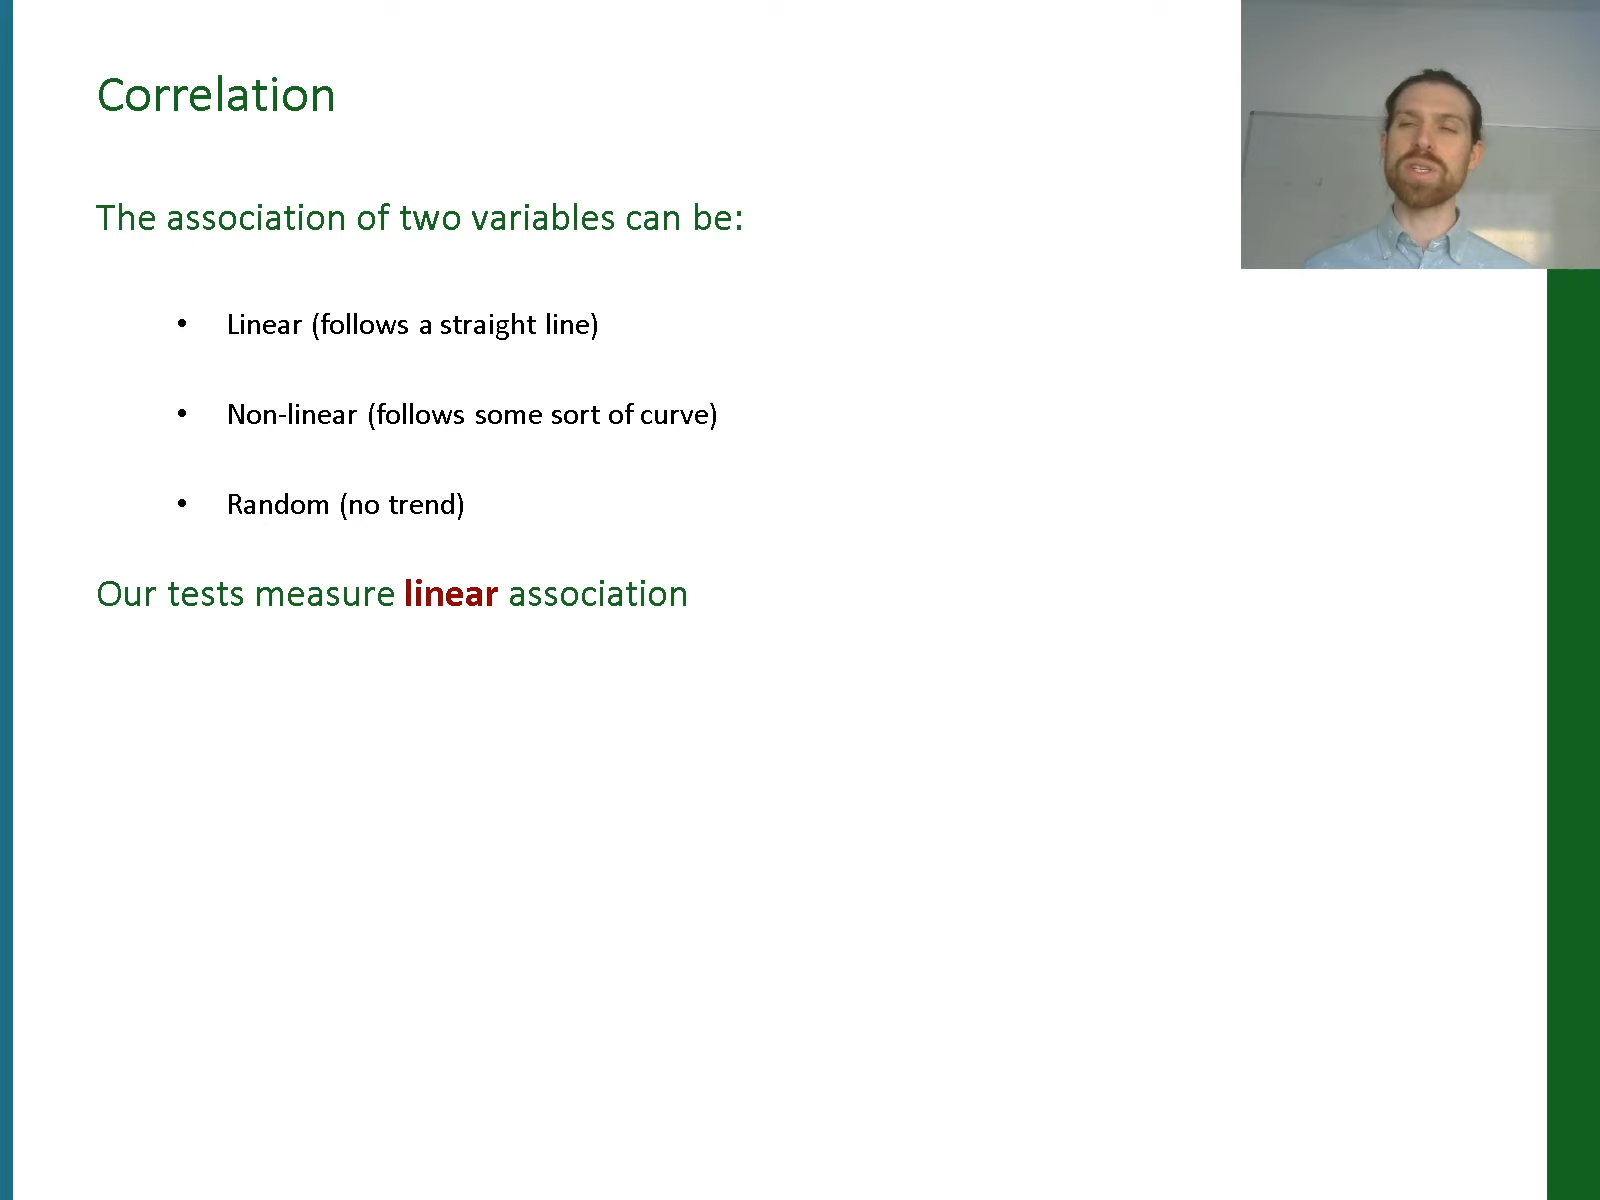 Correlation
The association of two variables can be:
• Linear (follows a straight line)
• Non-linear (follows some sort of curve)
• Random (no trend)
Our tests measure linear association